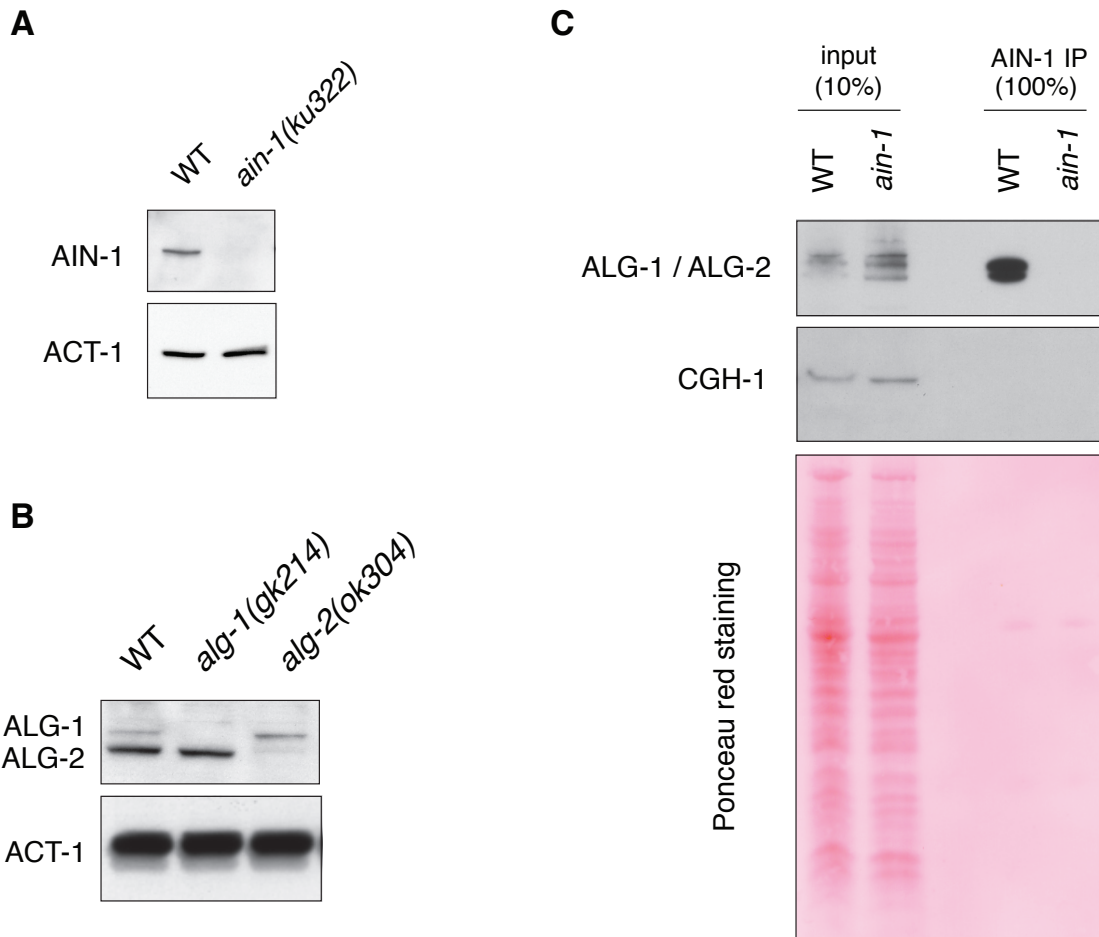 A
WT
ain-1(ku322)
AIN-1
ACT-1
B
WT
alg-1(gk214)
alg-2(ok304)
ALG-1
ALG-2
ACT-1
C
input
(10%)
AIN-1 IP
(100%)
WT
ain-1
WT
ain-1
ALG-1 / ALG-2
CGH-1
Ponceau red staining